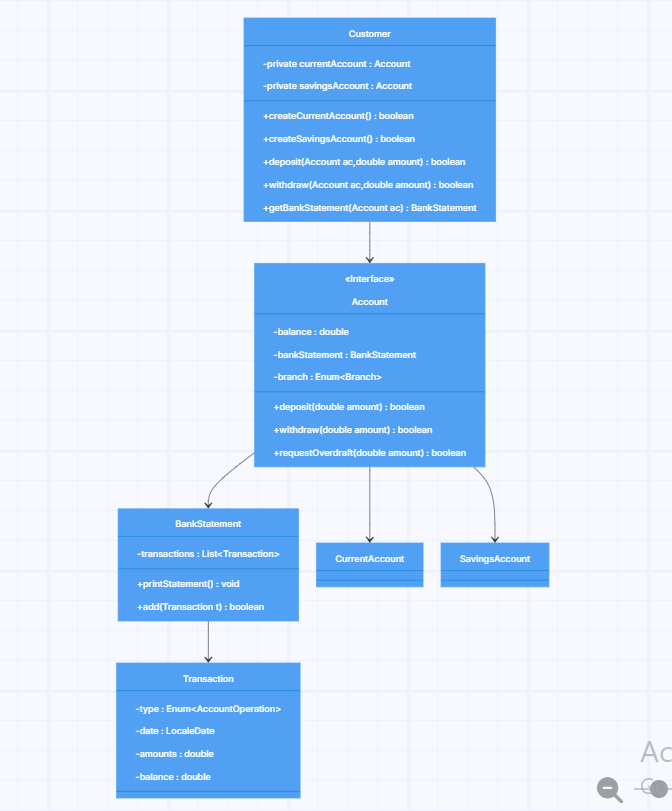 Customer
-private currentAccount : Account
-private savingsAccount : Account
+createCurrentAccount() : boolean
+createSavingsAccount() : boolean
+deposit(Account ac,double amount) : boolean
+withdraw(Account ac,double amount) : boolean
+getBankStatement(Account ac) : BankStatement
«Interface»
Account
-balance : double
-bankStatement : BankStatement
-branch : Enum<Branch>
+deposit(double amount) : boolean
+withdraw(double amount) : boolean
+requestOverdraft(double amount) : boolean
BankStatement
-transactions : List<Transaction>
+printStatement() : void
+add(Transaction t) : boolean
CurrentAccount
SavingsAccount
Transaction
-type : Enum<AccountOperation>
-date : LocaleDate
-amounts : double
-balance : double